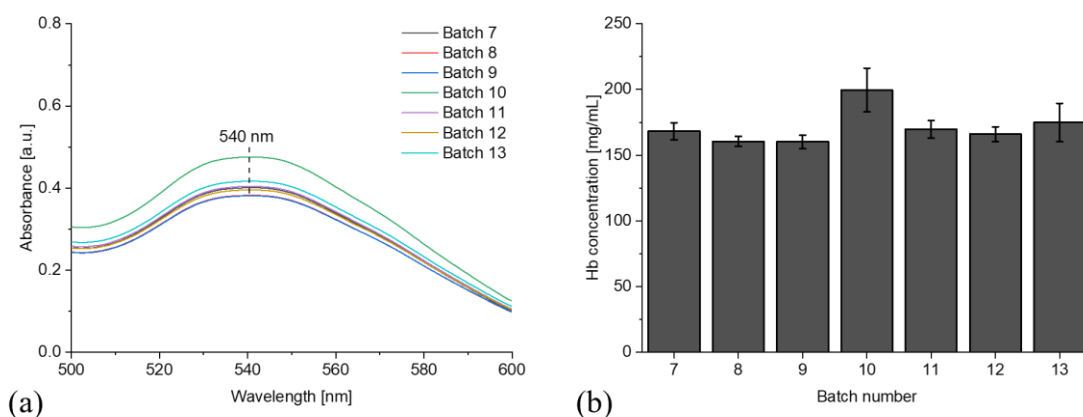 0.8
0.6
0.4
0.2
0.0
Absorbance [a.u.]
540 nm
Batch 7
Batch 8
Batch 9
Batch 10
Batch 11
Batch 12
Batch 13
500 520 540 560 580 600
Wavelength [nm]
(a)
250
200
150
100
50
0
Hb concentration [mg/mL]
7 8 9 10 11 12 13
Batch number
(b)